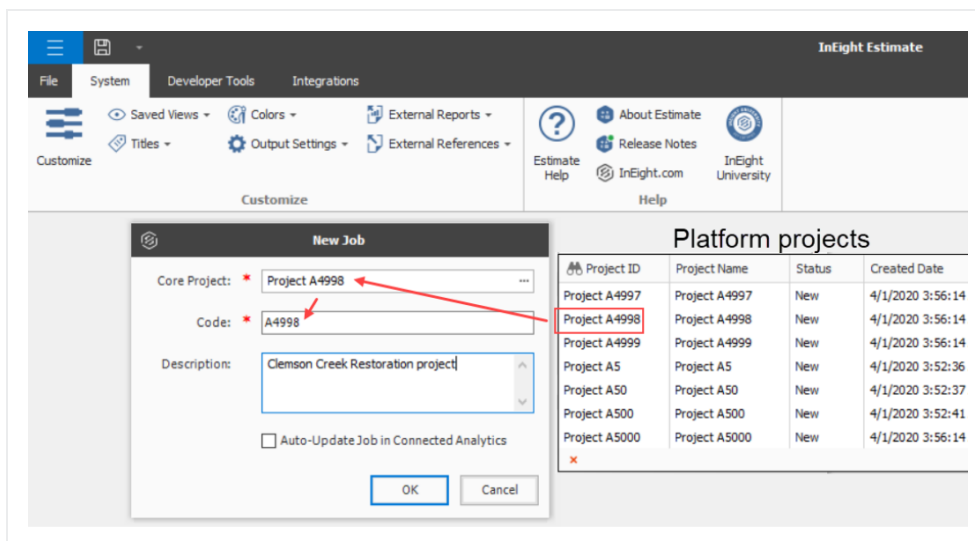 InEight Estimate
File System Developer Tools Integrations
Customize
Saved Views
Titles
Colors
Output Settings
External Reports
External References
Customize
Estimate
Help
About Estimate
Release Notes
InEight.com
InEight
University
Help
New Job
Core Project: * Project A4998 ...
Code: * A4998
Description: Clemson Creek Restoration project
Auto-Update Job in Connected Analytics
OK Cancel
Platform projects
Project ID Project Name Status Created Date
Project A4997 Project A4997 New 4/1/2020 3:56:14
Project A4998 Project A4998 New 4/1/2020 3:56:14
Project A4999 Project A4999 New 4/1/2020 3:56:14
Project A5 Project A5 New 4/1/2020 3:52:36
Project A50 Project A50 New 4/1/2020 3:52:37
Project A500 Project A500 New 4/1/2020 3:52:41
Project A5000 Project A5000 New 4/1/2020 3:56:14